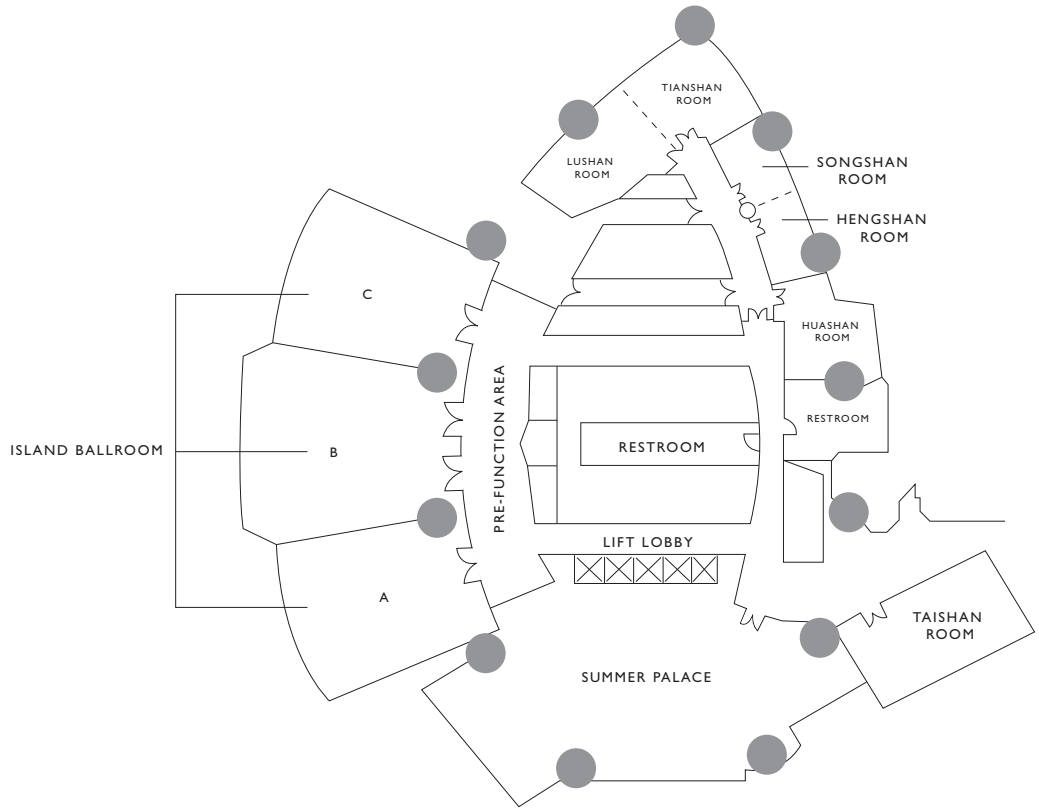 TIANSHAN
ROOM
LUSHAN
ROOM
SONGSHAN
ROOM
HENGSHAN
ROOM
C
HUASHAN
ROOM
PRE-FUNCTION AREA
RESTROOM
ISLAND BALLROOM
B
RESTROOM
LIFT LOBBY
A
TAISHAN
ROOM
SUMMER PALACE